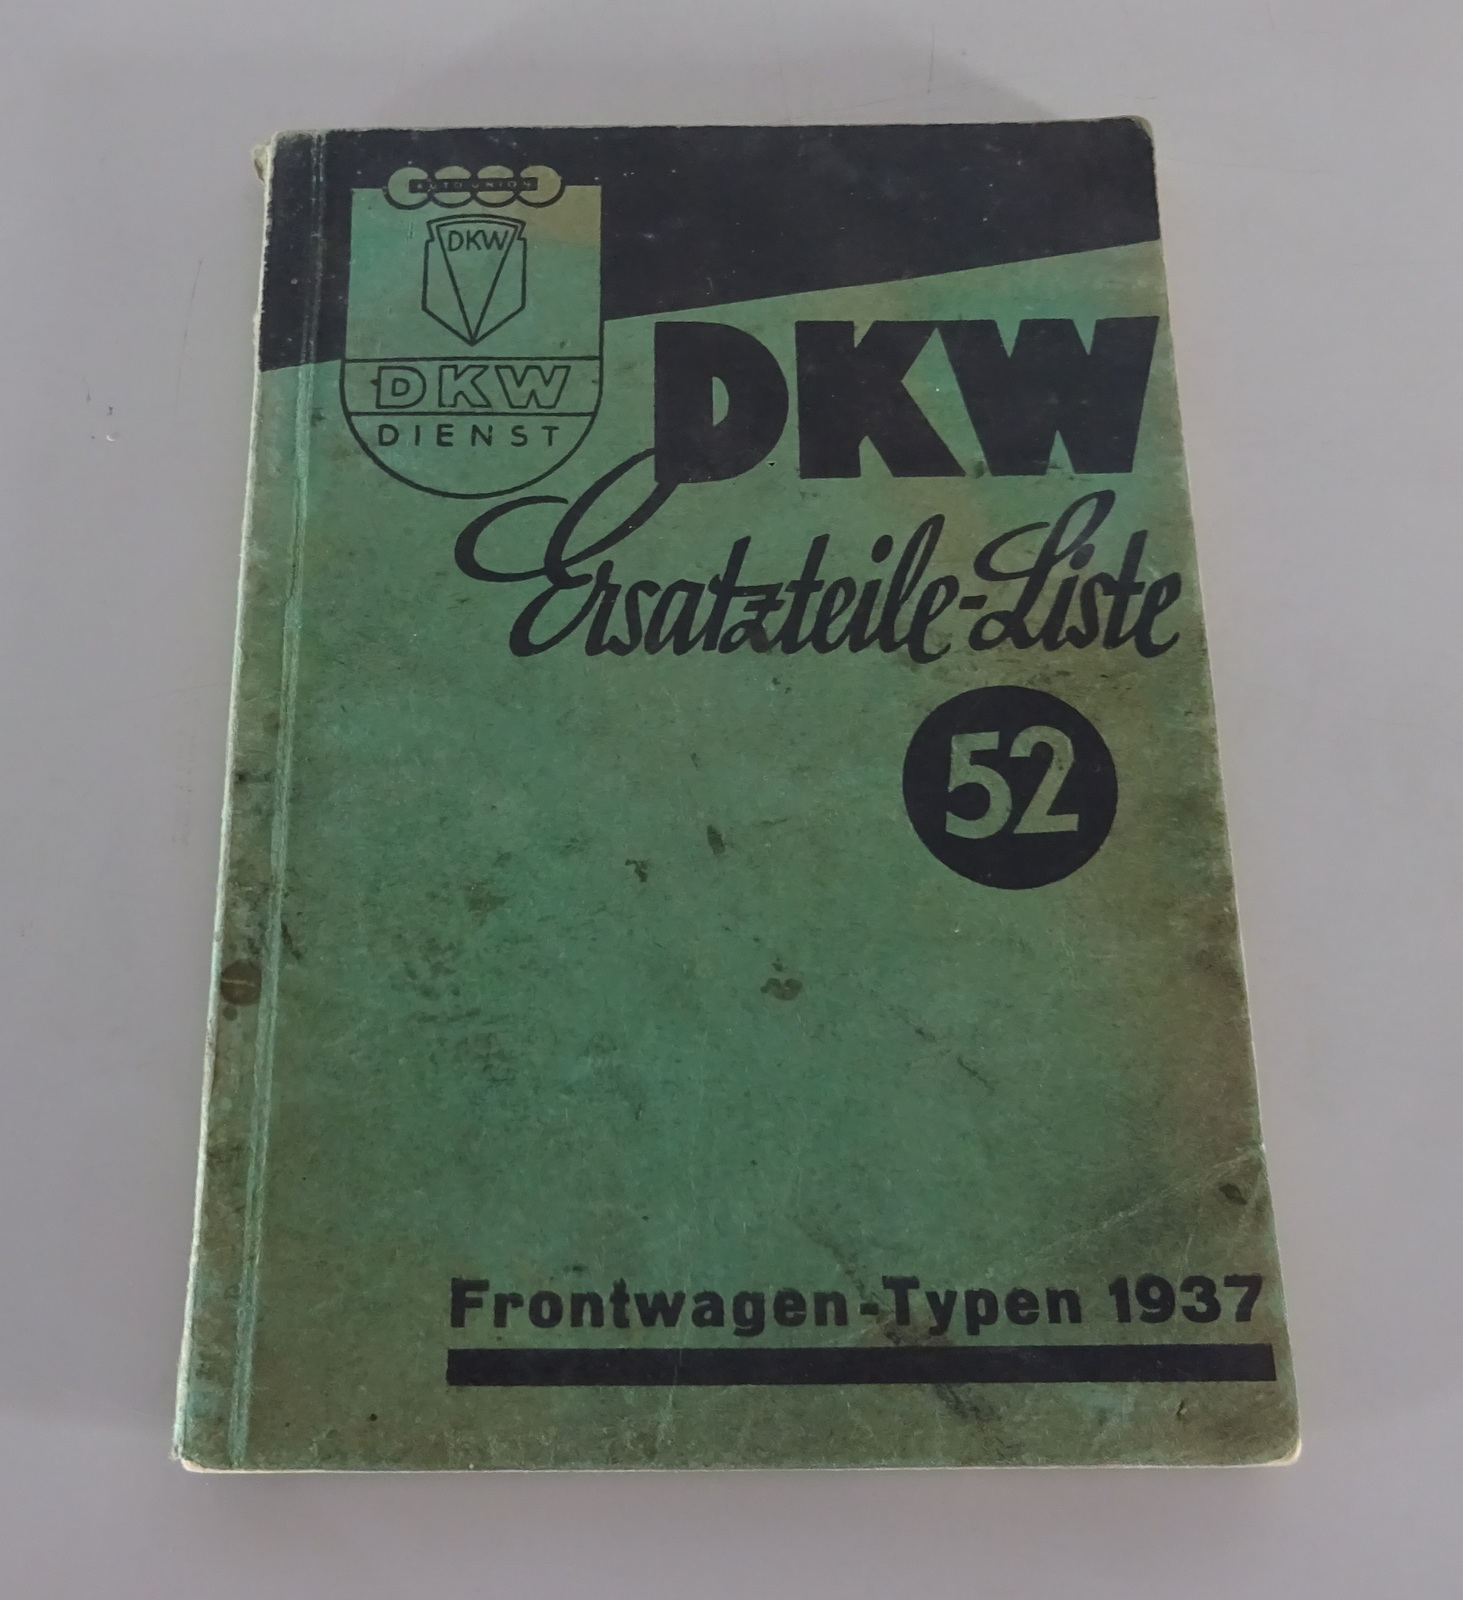 AUTO UNION
DKW
DKW
DIENST
DKW
Ersatzteile-Liste
52
Frontwagen-Typen 1937